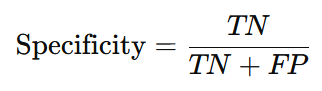 Specificity = TN / TN + FP